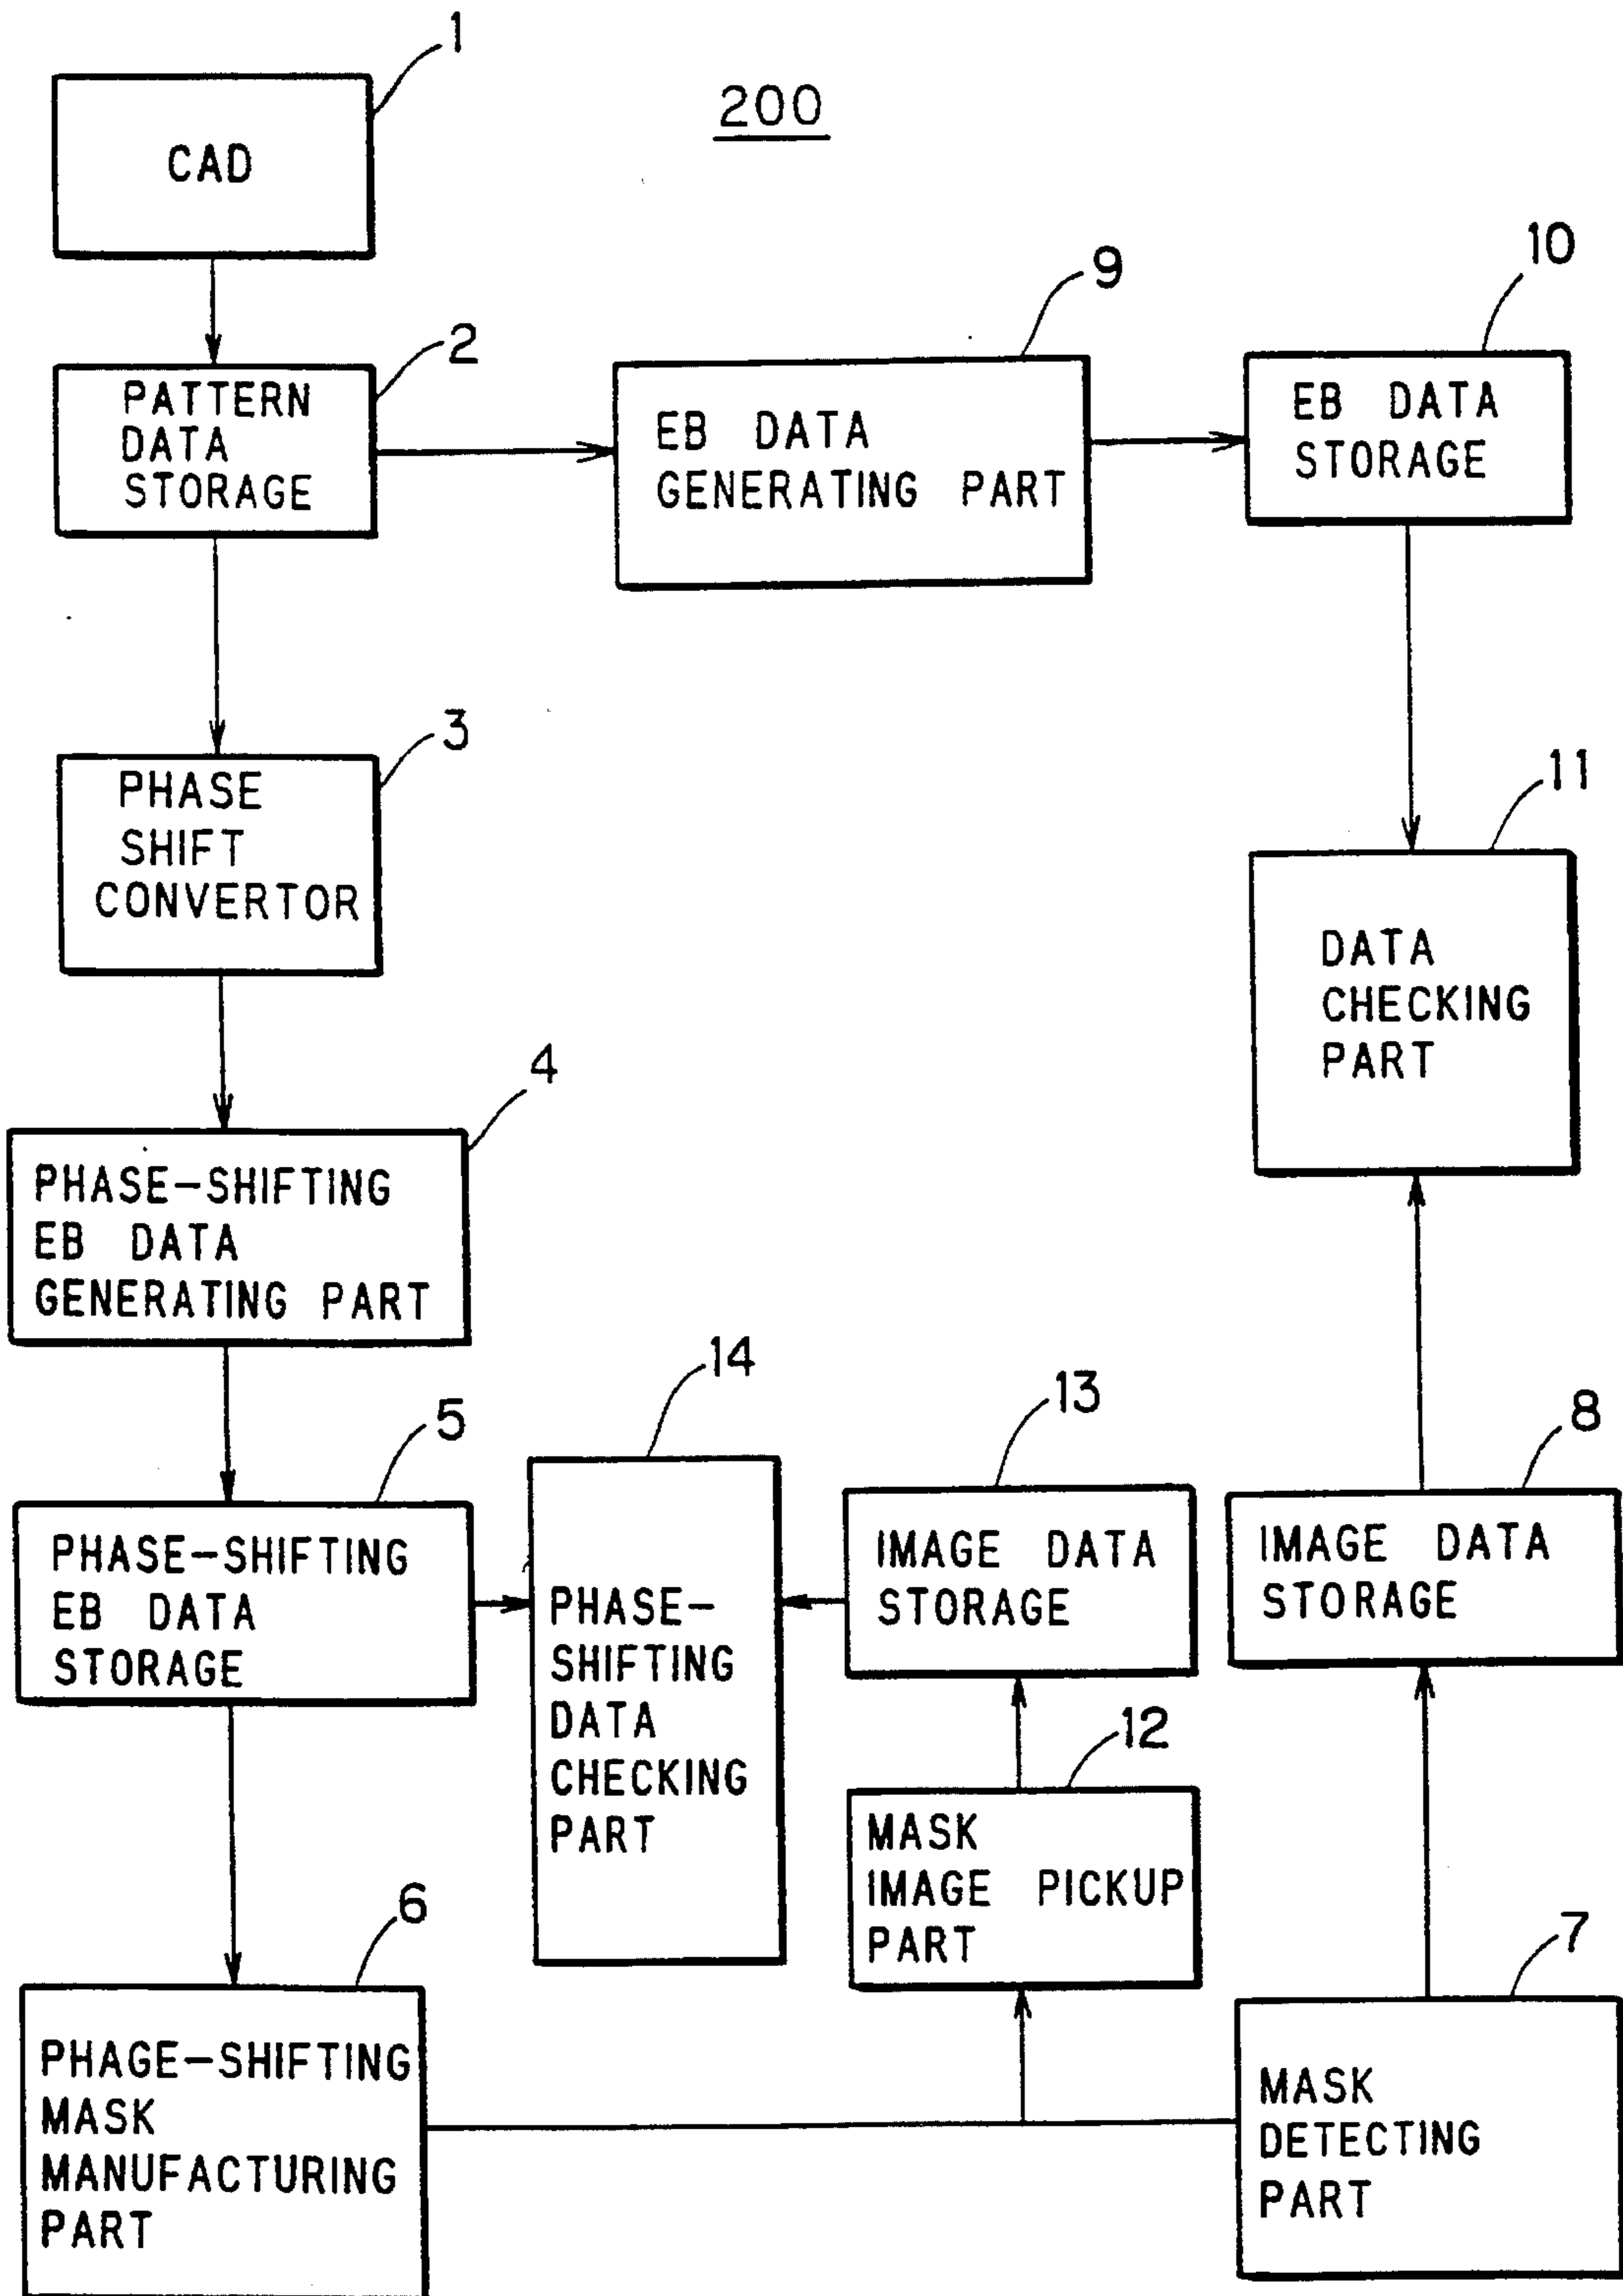 1
CAD
200
2
PATTERN
DATA
STORAGE
9
EB DATA
GENERATING PART
10
EB DATA
STORAGE
3
PHASE
SHIFT
CONVERTOR
11
DATA
CHECKING
PART
4
PHASE-SHIFTING
EB DATA
GENERATING PART
5
PHASE-SHIFTING
EB DATA
STORAGE
14
PHASE-
SHIFTING
DATA
CHECKING
PART
13
IMAGE DATA
STORAGE
8
IMAGE DATA
STORAGE
12
MASK
IMAGE PICKUP
PART
6
PHAGE-SHIFTING
MASK
MANUFACTURING
PART
7
MASK
DETECTING
PART